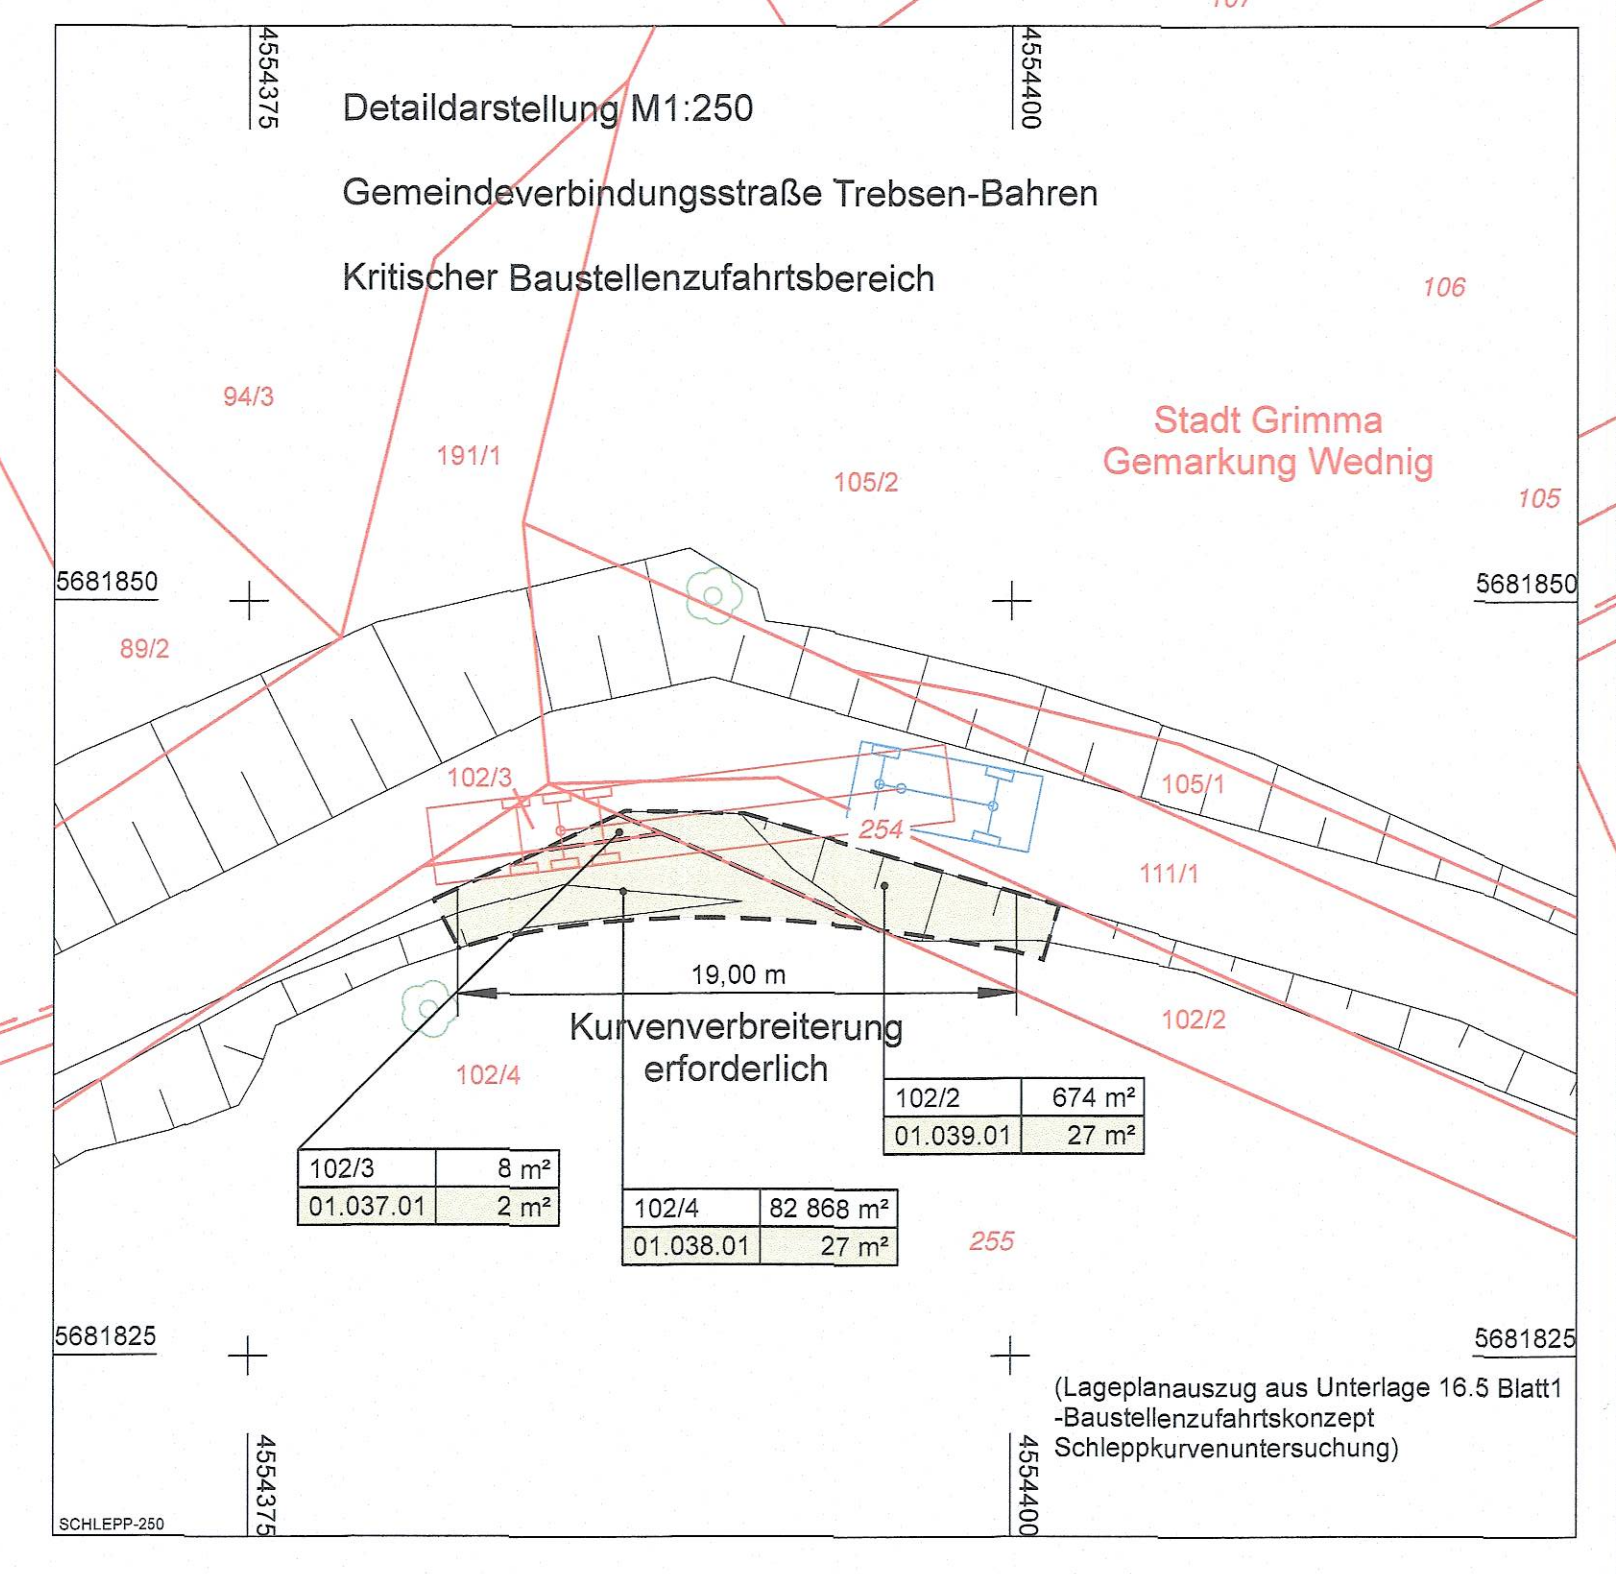 107
4554375
4554400
Detaildarstellung M1:250
Gemeindeverbindungsstraße Trebsen-Bahren
Kritischer Baustellenzufahrtsbereich
106
94/3
Stadt Grimma
Gemarkung Wednig
191/1
105/2
105
5681850
5681850
89/2
102/3
105/1
254
111/1
19,00 m
Kurvenverbreiterung
erforderlich
102/2
102/4
102/2 674 m²
01.039.01 27 m²
102/3 8 m²
01.037.01 2 m²
102/4 82 868 m²
01.038.01 27 m²
255
5681825
5681825
(Lageplanauszug aus Unterlage 16.5 Blatt1
-Baustellenzufahrtskonzept
Schleppkurvenuntersuchung)
4554375
4554400
SCHLEPP-250